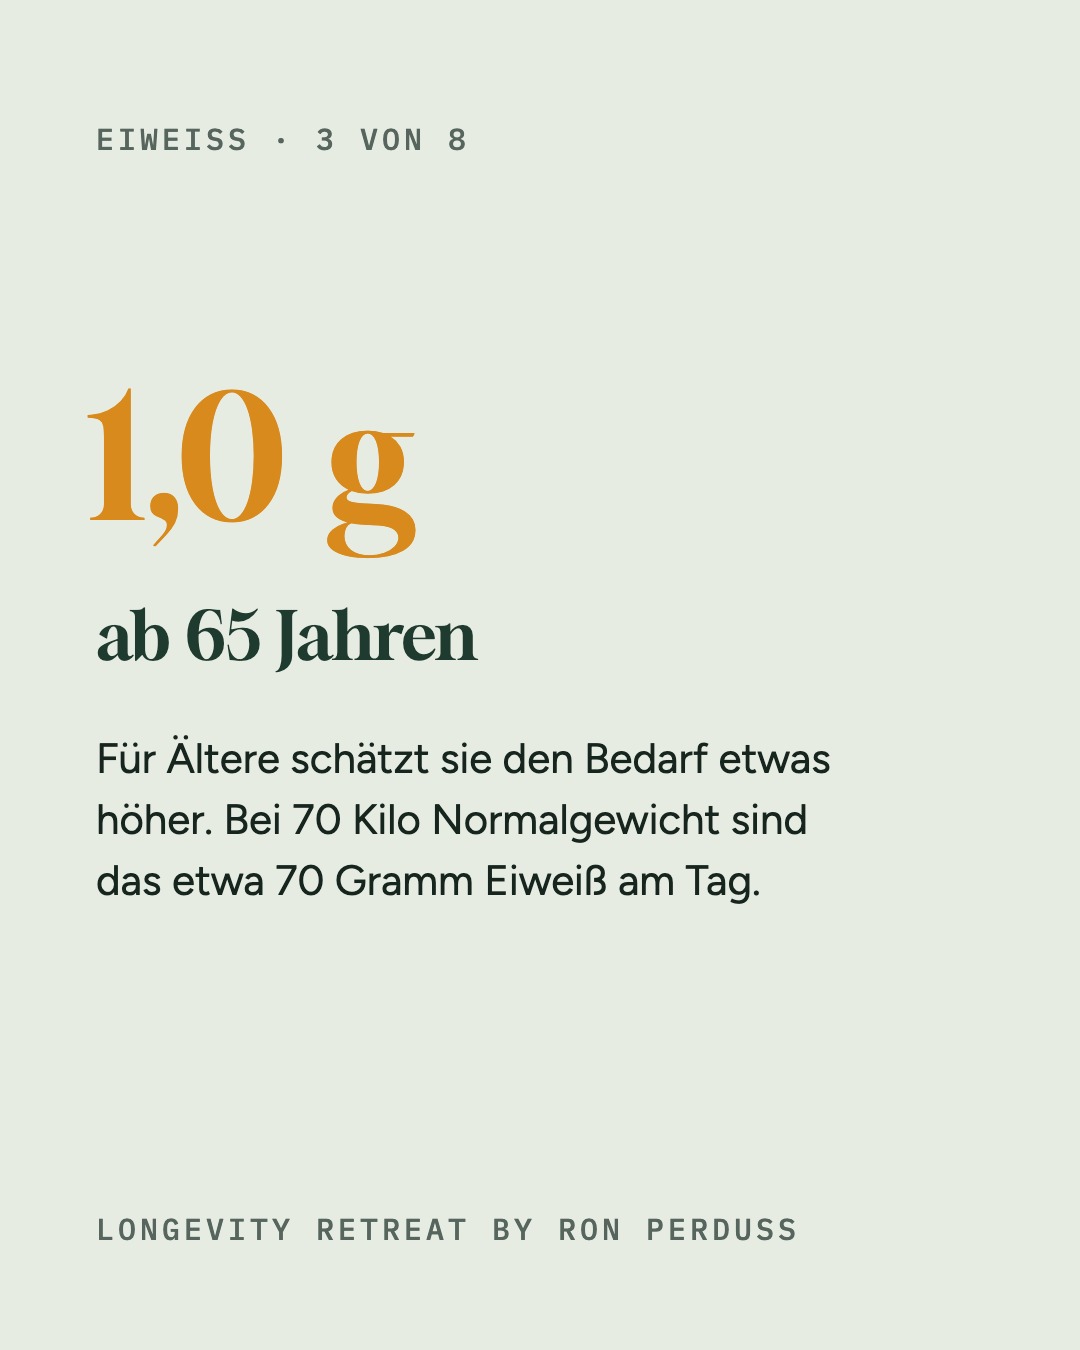 EIWEISS · 3 VON 8
1,0 g
ab 65 Jahren
Für Ältere schätzt sie den Bedarf etwas
höher. Bei 70 Kilo Normalgewicht sind
das etwa 70 Gramm Eiweiß am Tag.
LONGEVITY RETREAT BY RON PERDUSS